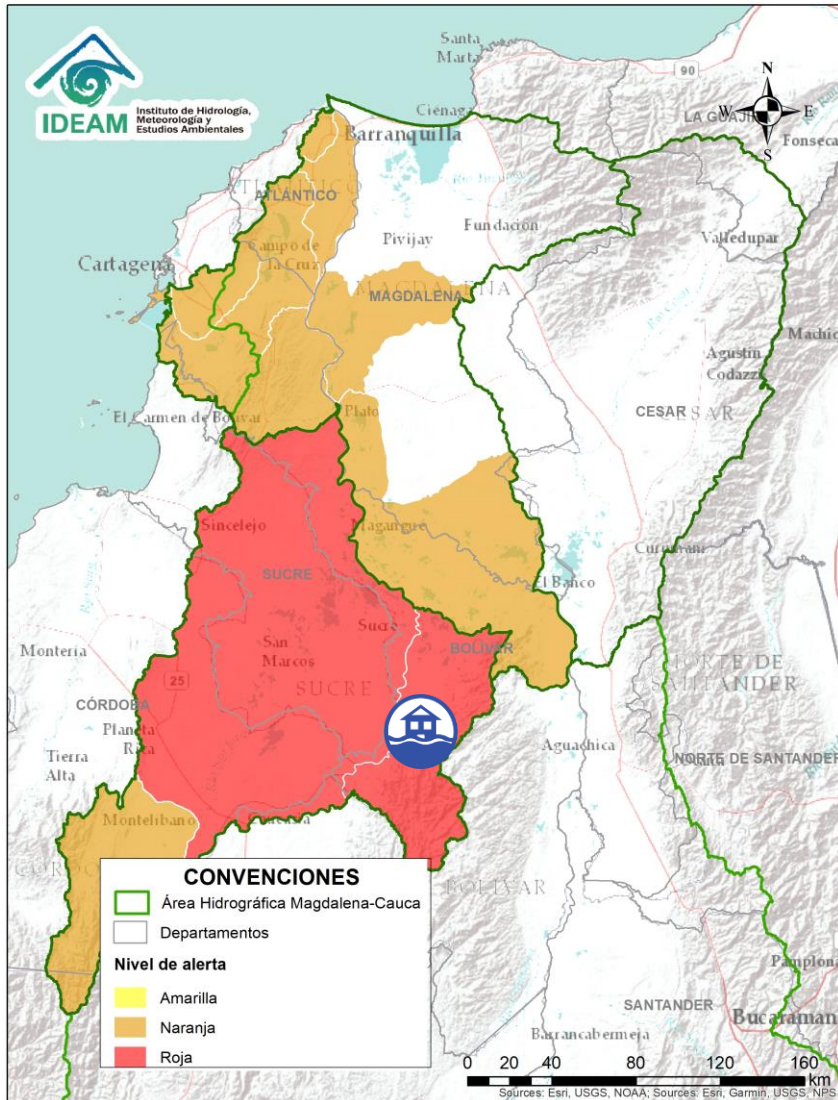 IDEAM
Instituto de Hidrología,
Meteorología y
Estudios Ambientales
Santa
Marta
90
N
W
E
S
Ciénaga
LA GUAJIRA
Barranquilla
Fonseca
ATLÁNTICO
Fundación
Pivijay
Valledupar
Campo de
la Cruz
Cartagena
MAGDALENA
Agustín
Codazzi
El Carmen de Bolívar
Plato
CESAR
CESAR
Sincelejo
Magangué
Curumaní
SUCRE
El Banco
Sucre
Montería
San
Marcos
BOLÍVAR
NORTE DE
SANTANDER
25
SUCRE
CÓRDOBA
Planeta
Rica
Aguachica
Tierra
Alta
NORTE DE SANTANDER
Montelibano
Caucasia
BOLÍVAR
CONVENCIONES
Área Hidrográfica Magdalena-Cauca
Departamentos
Nivel de alerta
Amarilla
Naranja
Roja
Pamplona
SANTANDER
Bucaraman
Barrancabermeja
0 20 40 80 120 160
km
Sources: Esri, USGS, NOAA; Sources: Esri, Garmin, USGS, NPS